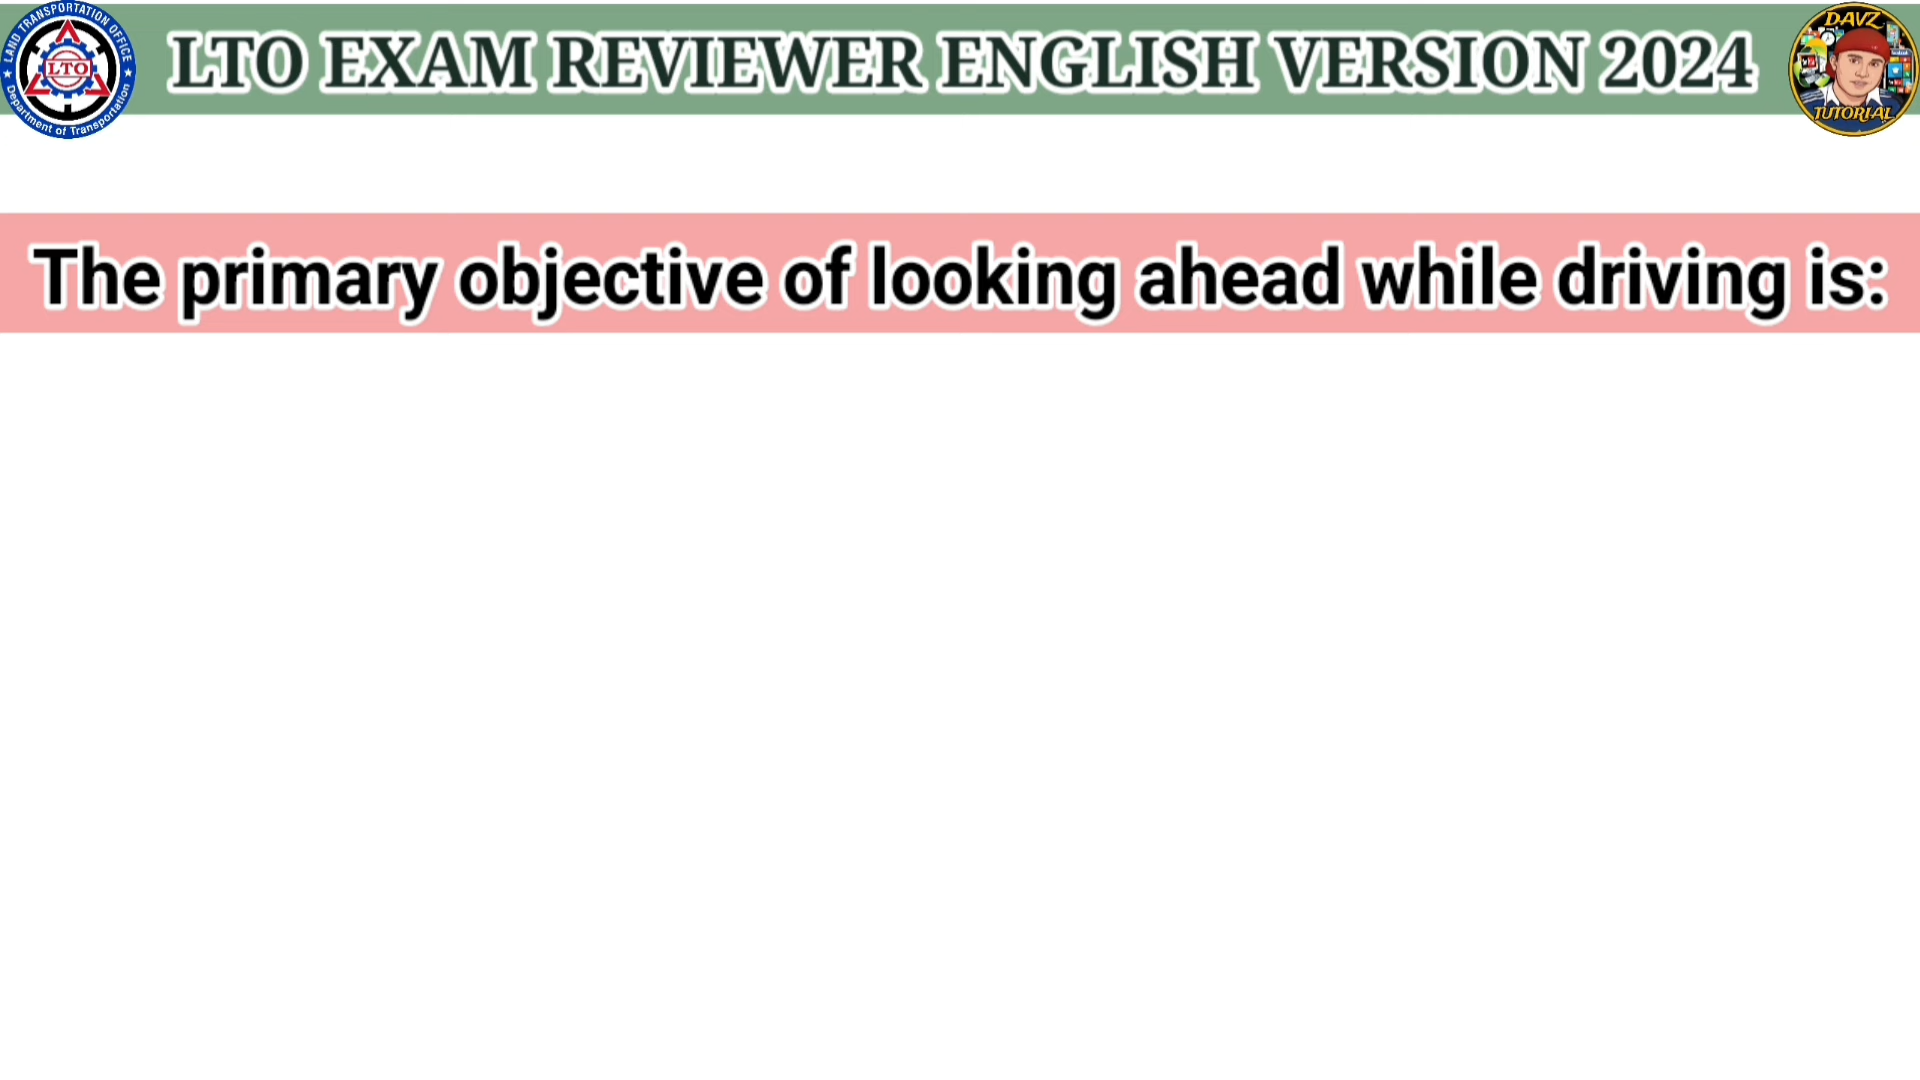 LAND TRANSPORTATION OFFICE
LTO
Department of Transportation
LTO EXAM REVIEWER ENGLISH VERSION 2024
DAVZ
TUTORIAL
The primary objective of looking ahead while driving is: